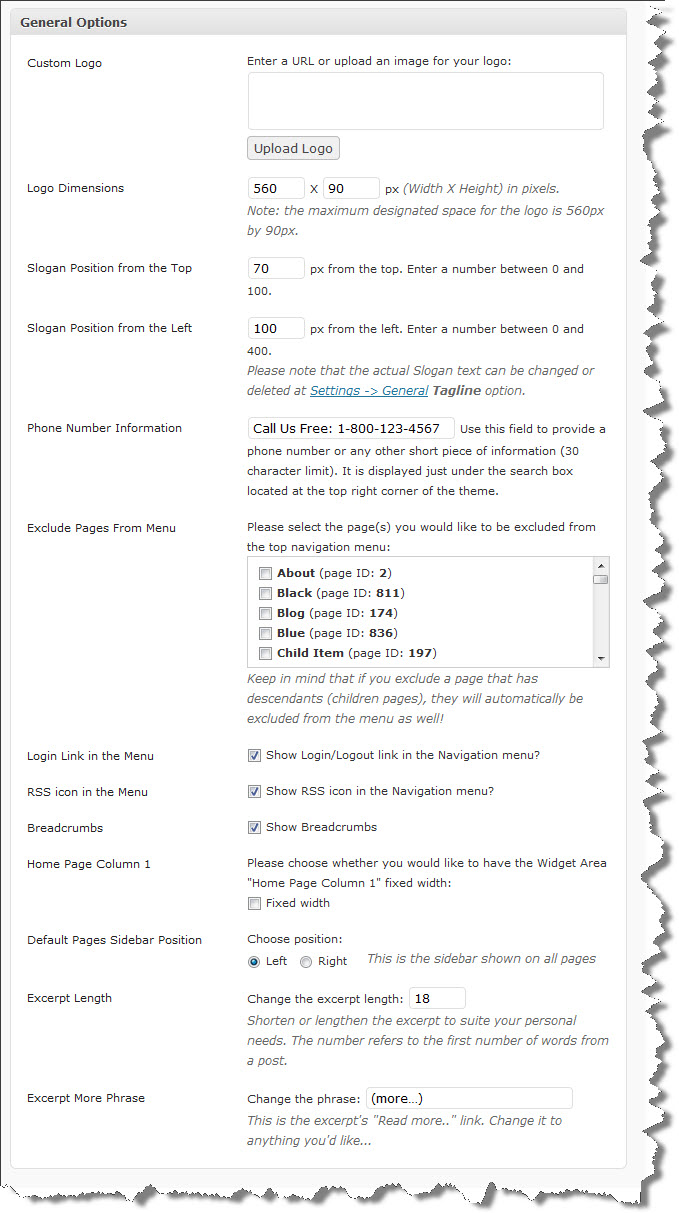 General Options
Custom Logo
Enter a URL or upload an image for your logo:
Upload Logo
Logo Dimensions
560 X 90 px (Width X Height) in pixels.
Note: the maximum designated space for the logo is 560px
by 90px.
Slogan Position from the Top
70 px from the top. Enter a number between 0 and
100.
Slogan Position from the Left
100 px from the left. Enter a number between 0 and
400.
Please note that the actual Slogan text can be changed or
deleted at Settings -> General Tagline option.
Phone Number Information
Call Us Free: 1-800-123-4567 Use this field to provide a
phone number or any other short piece of information (30
character limit). It is displayed just under the search box
located at the top right corner of the theme.
Exclude Pages From Menu
Please select the page(s) you would like to be excluded from
the top navigation menu:
About (page ID: 2)
Black (page ID: 811)
Blog (page ID: 174)
Blue (page ID: 836)
Child Item (page ID: 197)
Keep in mind that if you exclude a page that has
descendants (children pages), they will automatically be
excluded from the menu as well!
Login Link in the Menu
Show Login/Logout link in the Navigation menu?
RSS icon in the Menu
Show RSS icon in the Navigation menu?
Breadcrumbs
Show Breadcrumbs
Home Page Column 1
Please choose whether you would like to have the Widget Area
"Home Page Column 1" fixed width:
Fixed width
Default Pages Sidebar Position
Choose position:
Left Right This is the sidebar shown on all pages
Excerpt Length
Change the excerpt length: 18
Shorten or lengthen the excerpt to suite your personal
needs. The number refers to the first number of words from
a post.
Excerpt More Phrase
Change the phrase: (more...)
This is the excerpt's "Read more.." link. Change it to
anything you'd like...